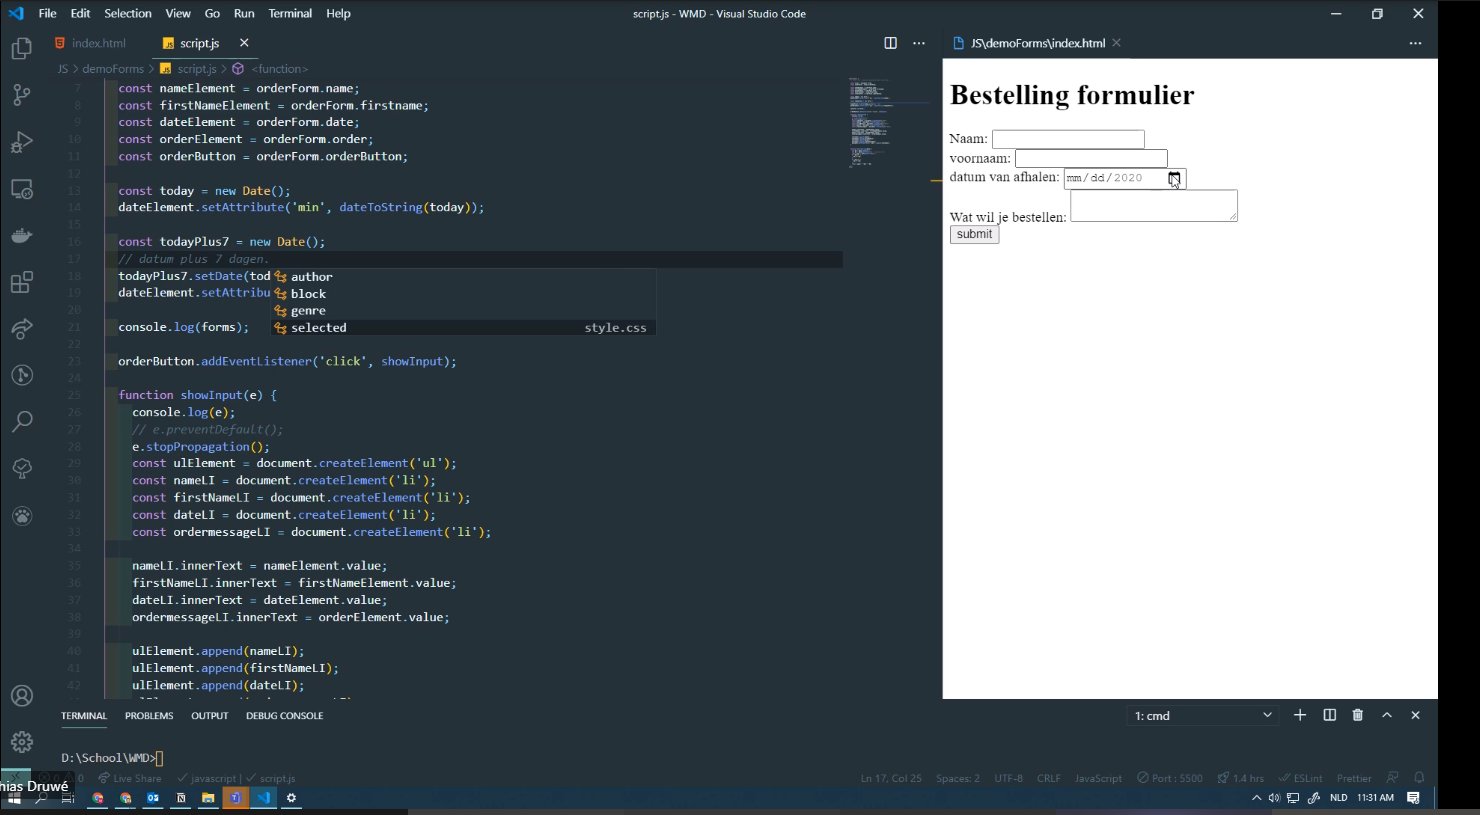 File Edit Selection View Go Run Terminal Help
script.js - WMD - Visual Studio Code
index.html script.js
JS\demoForms\index.html
JS > demoForms > script.js > <function>
7 const nameElement = orderForm.name;
8 const firstNameElement = orderForm.firstname;
9 const dateElement = orderForm.date;
10 const orderElement = orderForm.order;
11 const orderButton = orderForm.orderButton;
12
13 const today = new Date();
14 dateElement.setAttribute('min', dateToString(today));
15
16 const todayPlus7 = new Date();
17 // datum plus 7 dagen.
18 todayPlus7.setDate(tod
19 dateElement.setAttribu
20
21 console.log(forms);
22
23 orderButton.addEventListener('click', showInput);
24
25 function showInput(e) {
26 console.log(e);
27 // e.preventDefault();
28 e.stopPropagation();
29 const ulElement = document.createElement('ul');
30 const nameLI = document.createElement('li');
31 const firstNameLI = document.createElement('li');
32 const dateLI = document.createElement('li');
33 const ordermessageLI = document.createElement('li');
34
35 nameLI.innerText = nameElement.value;
36 firstNameLI.innerText = firstNameElement.value;
37 dateLI.innerText = dateElement.value;
38 ordermessageLI.innerText = orderElement.value;
39
40 ulElement.append(nameLI);
41 ulElement.append(firstNameLI);
42 ulElement.append(dateLI);
author
block
genre
selected style.css
Bestelling formulier
Naam:
voornaam:
datum van afhalen: mm/dd/2020
Wat wil je bestellen:
submit
TERMINAL PROBLEMS OUTPUT DEBUG CONSOLE
1: cmd
D:\School\WMD>
0 Live Share javascript | script.js
Ln 17, Col 25 Spaces: 2 UTF-8 CRLF JavaScript Port : 5500 1.4 hrs ESLint Prettier
hias Druwé
NLD 11:31 AM